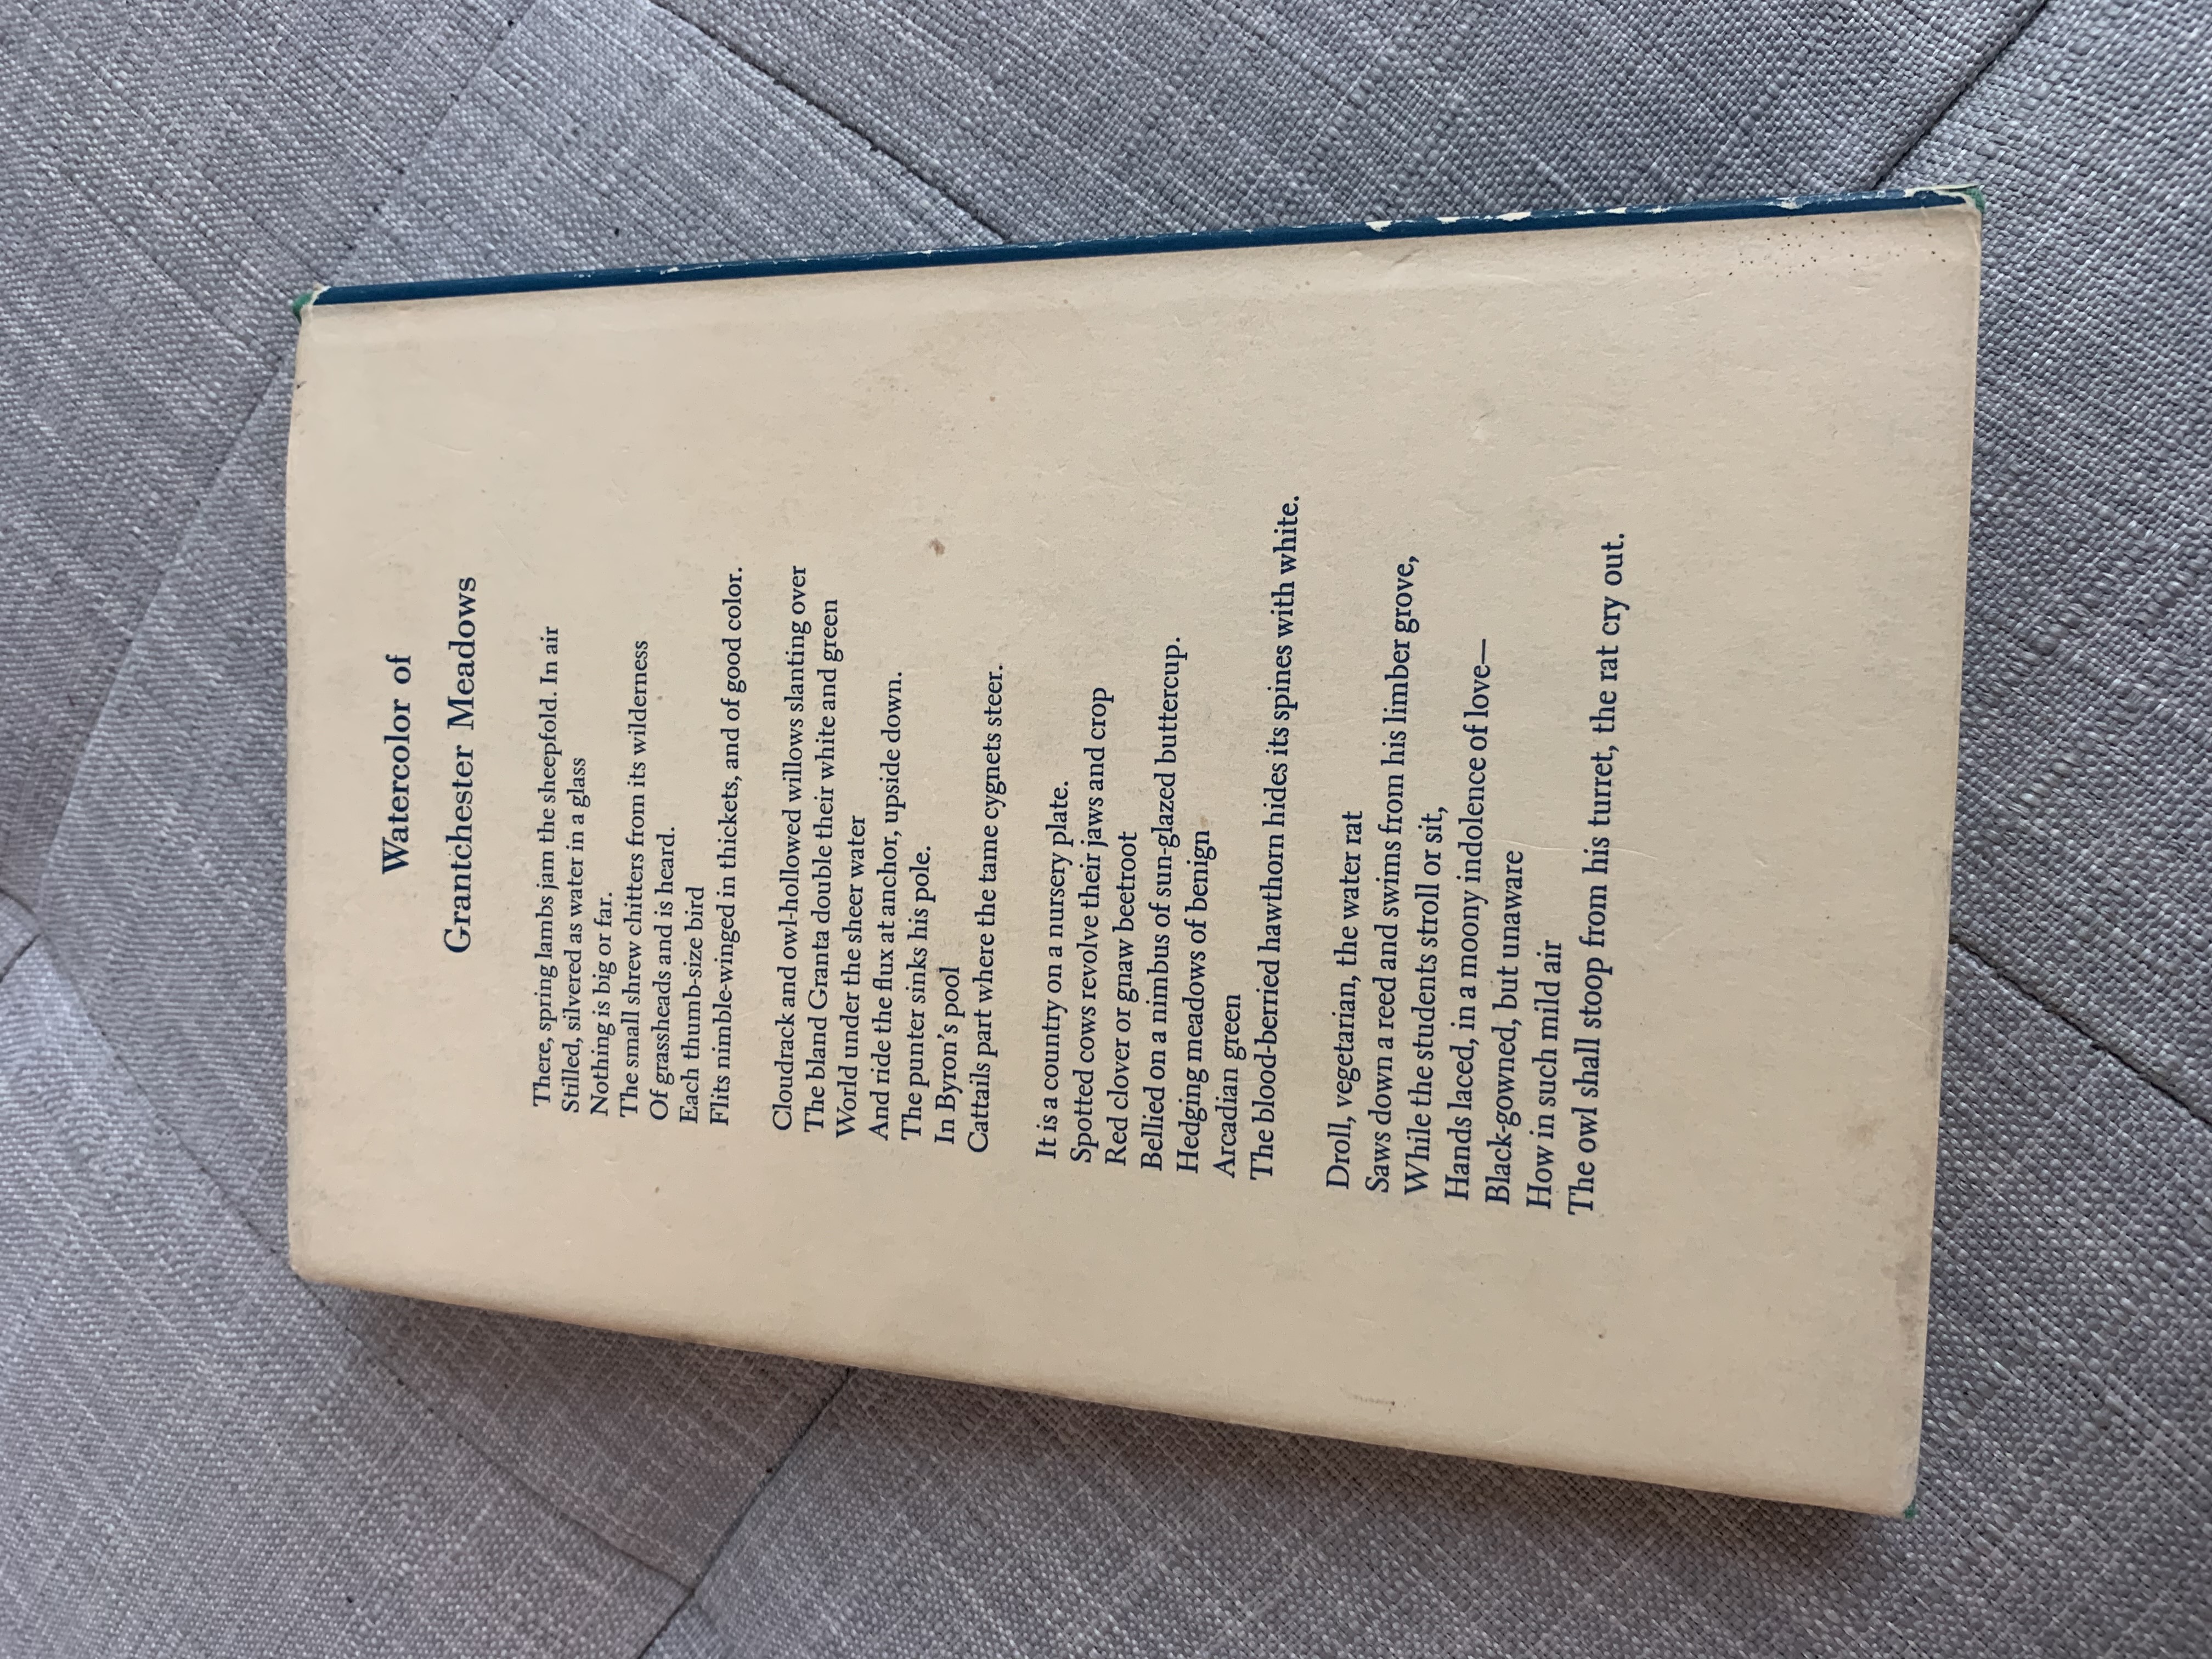 Watercolor of
Grantchester Meadows
There, spring lambs jam the sheepfold. In air
Stilled, silvered as water in a glass
Nothing is big or far.
The small shrew chitters from its wilderness
Of grassheads and is heard.
Each thumb-size bird
Flits nimble-winged in thickets, and of good color.
Cloudrack and owl-hollowed willows slanting over
The bland Granta double their white and green
World under the sheer water
And ride the flux at anchor, upside down.
The punter sinks his pole.
In Byron's pool
Cattails part where the tame cygnets steer.
It is a country on a nursery plate.
Spotted cows revolve their jaws and crop
Red clover or gnaw beetroot
Bellied on a nimbus of sun-glazed buttercup.
Hedging meadows of benign
Arcadian green
The blood-berried hawthorn hides its spines with white.
Droll, vegetarian, the water rat
Saws down a reed and swims from his limber grove,
While the students stroll or sit,
Hands laced, in a moony indolence of love—
Black-gowned, but unaware
How in such mild air
The owl shall stoop from his turret, the rat cry out.